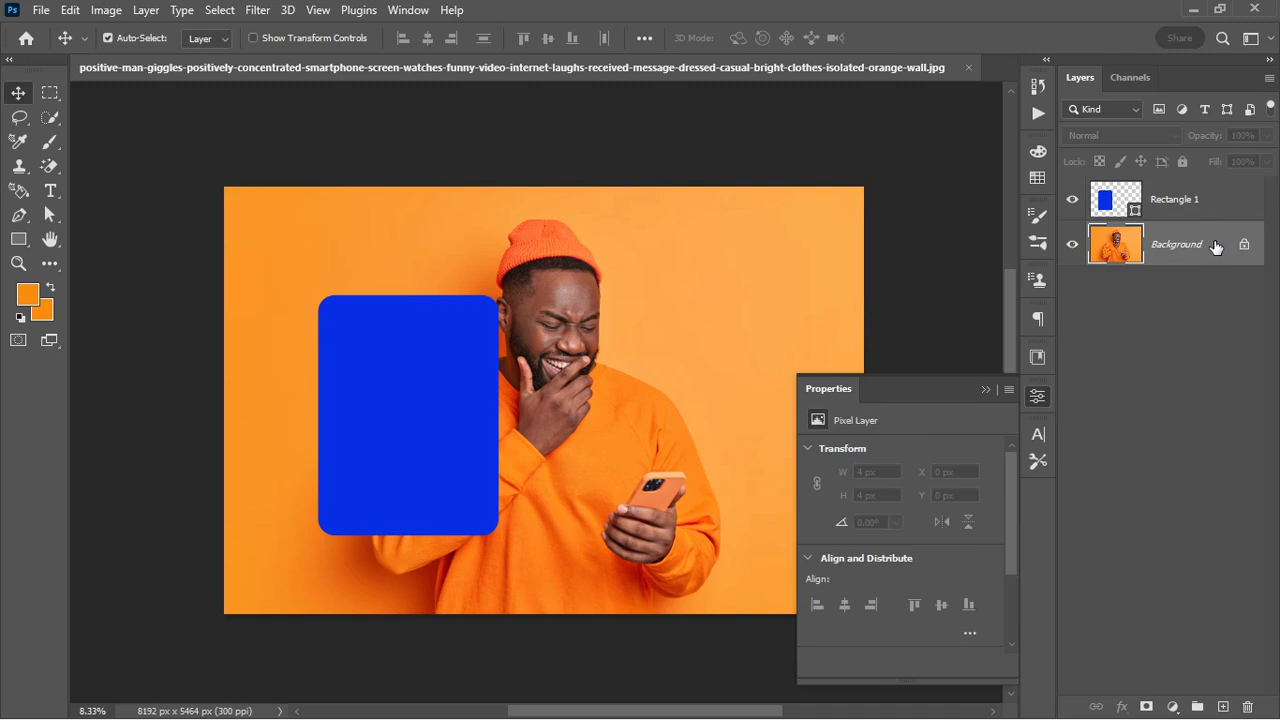 Ps File Edit Image Layer Type Select Filter 3D View Plugins Window Help
Auto-Select: Layer Show Transform Controls 3D Mode: Share
positive-man-giggles-positively-concentrated-smartphone-screen-watches-funny-video-internet-laughs-received-message-dressed-casual-bright-clothes-isolated-orange-wall.jpg
Layers Channels
Kind
Normal Opacity: 100%
Lock: Fill: 100%
Rectangle 1
Background
Properties
Pixel Layer
Transform
W 4 px X 0 px
H 4 px Y 0 px
0.00°
Align and Distribute
Align:
8.33% 8192 px x 5464 px (300 ppi)